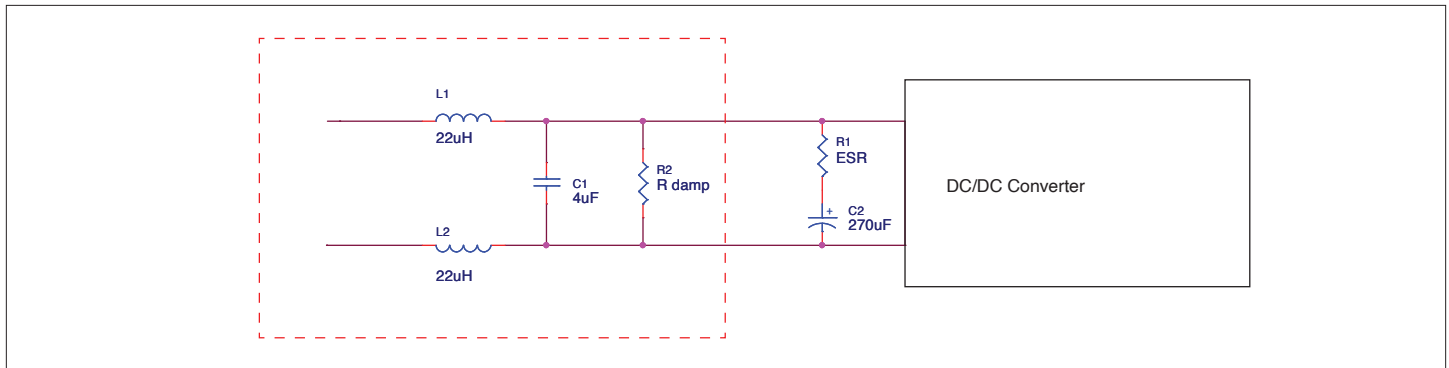 L1
22uH
C1
4uF
R2
R damp
R1
ESR
+
C2
270uF
DC/DC Converter
L2
22uH